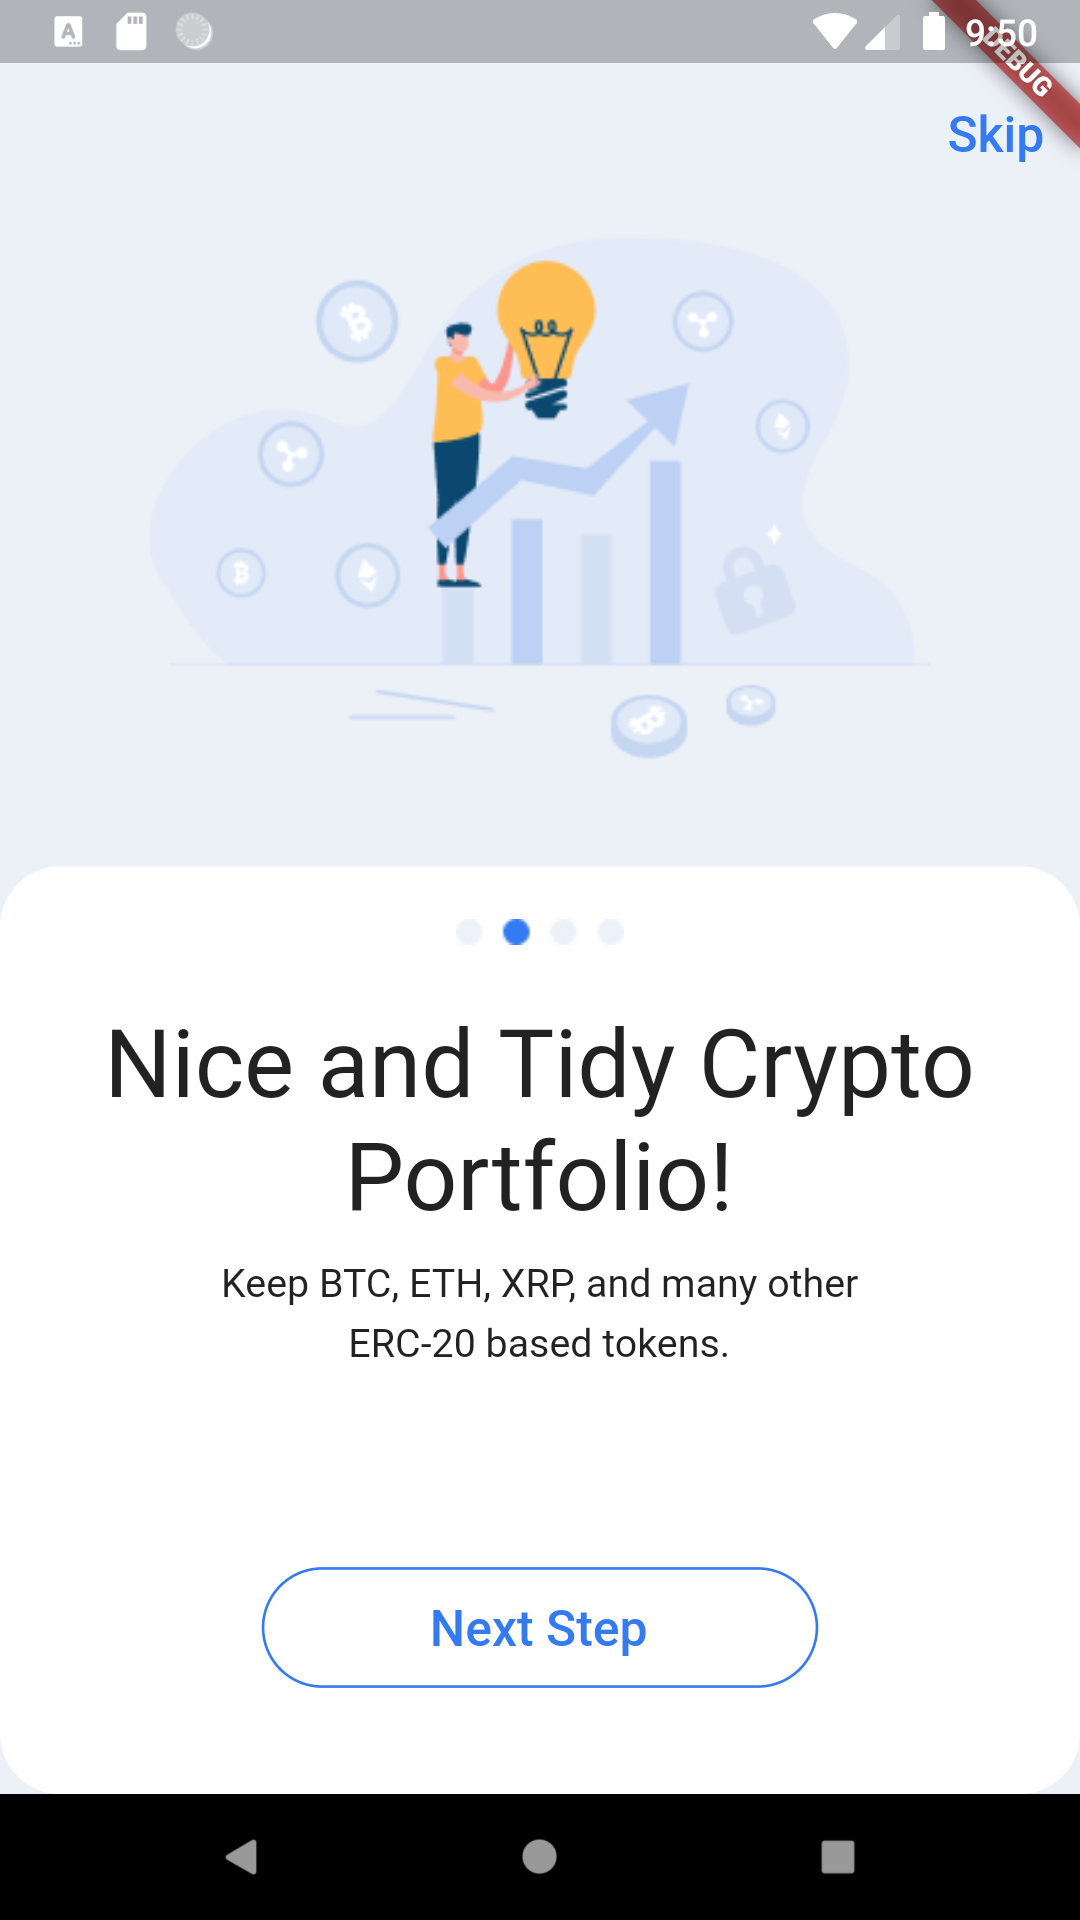 9:50
DEBUG
Skip
Nice and Tidy Crypto
Portfolio!
Keep BTC, ETH, XRP, and many other
ERC-20 based tokens.
Next Step